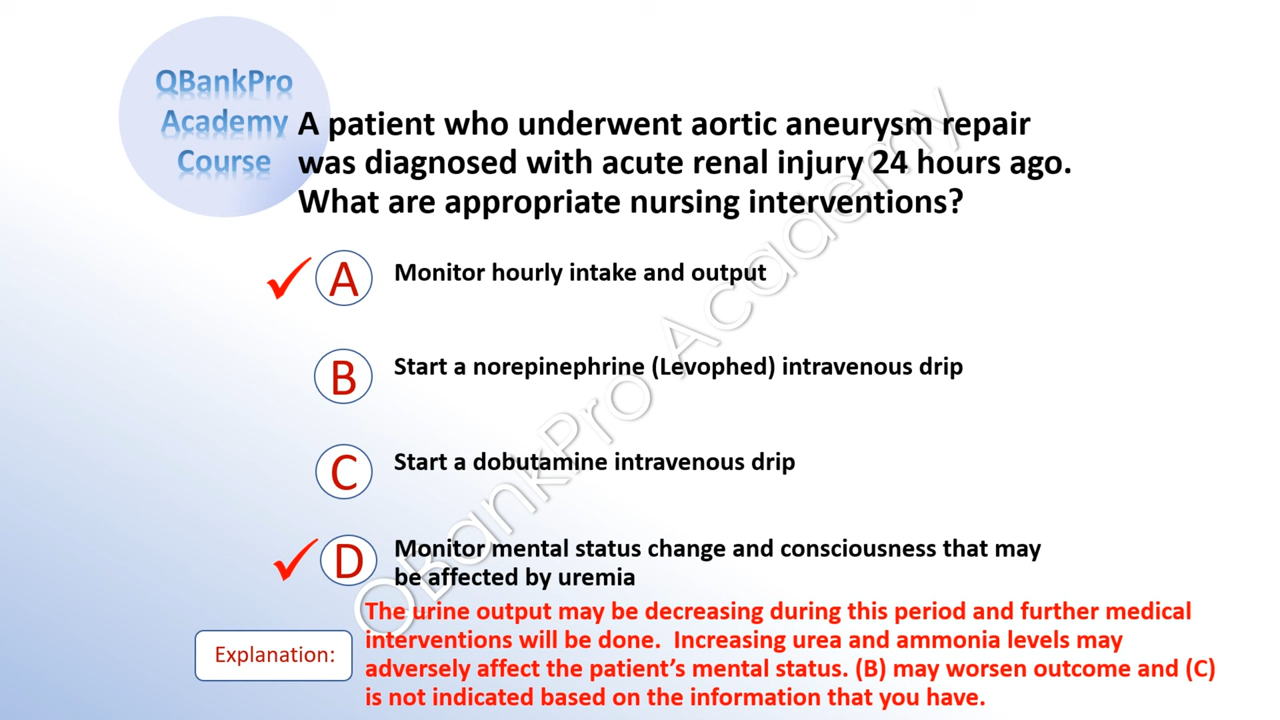 QBankPro
Academy
Course
A patient who underwent aortic aneurysm repair
was diagnosed with acute renal injury 24 hours ago.
What are appropriate nursing interventions?
A
Monitor hourly intake and output
B
Start a norepinephrine (Levophed) intravenous drip
C
Start a dobutamine intravenous drip
D
Monitor mental status change and consciousness that may
be affected by uremia
Explanation:
The urine output may be decreasing during this period and further medical
interventions will be done. Increasing urea and ammonia levels may
adversely affect the patient's mental status. (B) may worsen outcome and (C)
is not indicated based on the information that you have.
QBankPro Academy